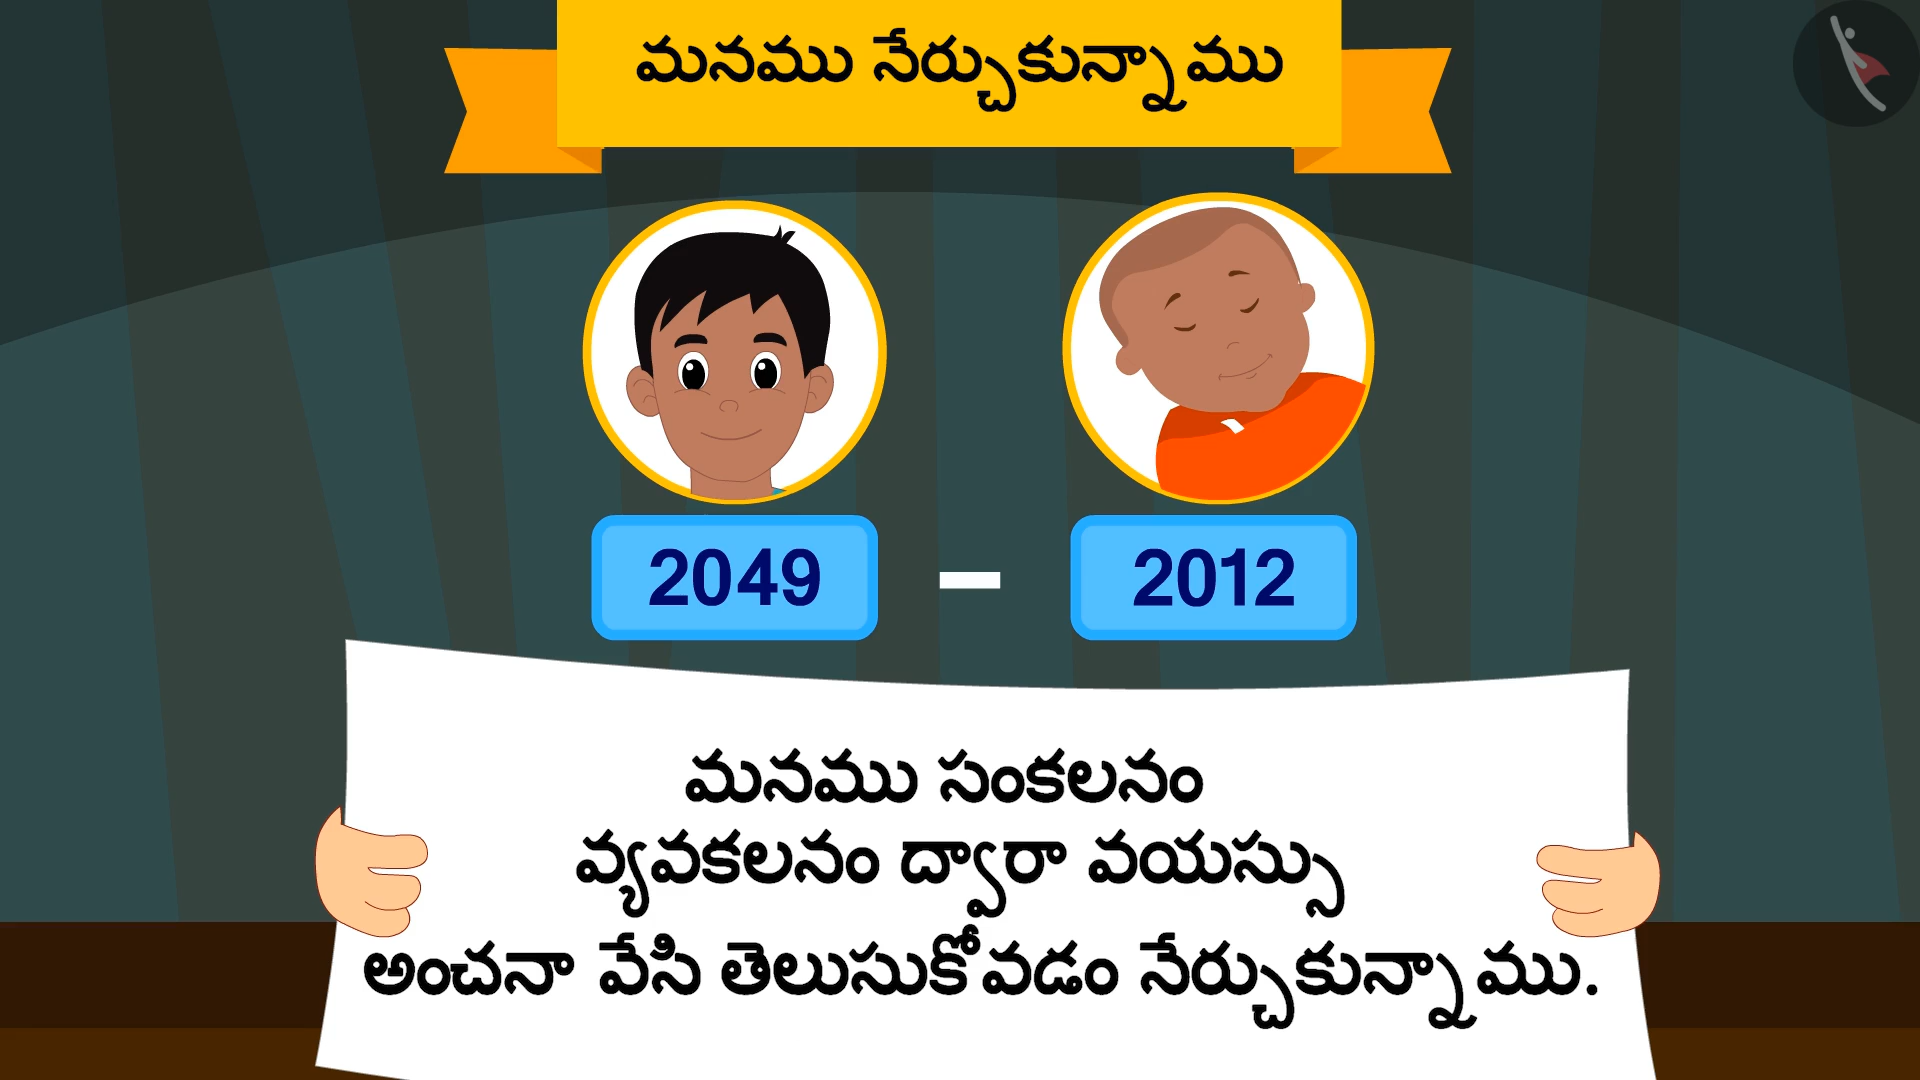 మనము నేర్చుకున్నాము
2049 – 2012
మనము సంకలనం
వ్యవకలనం ద్వారా వయస్సు
అంచనా వేసి తెలుసుకోవడం నేర్చుకున్నాము.